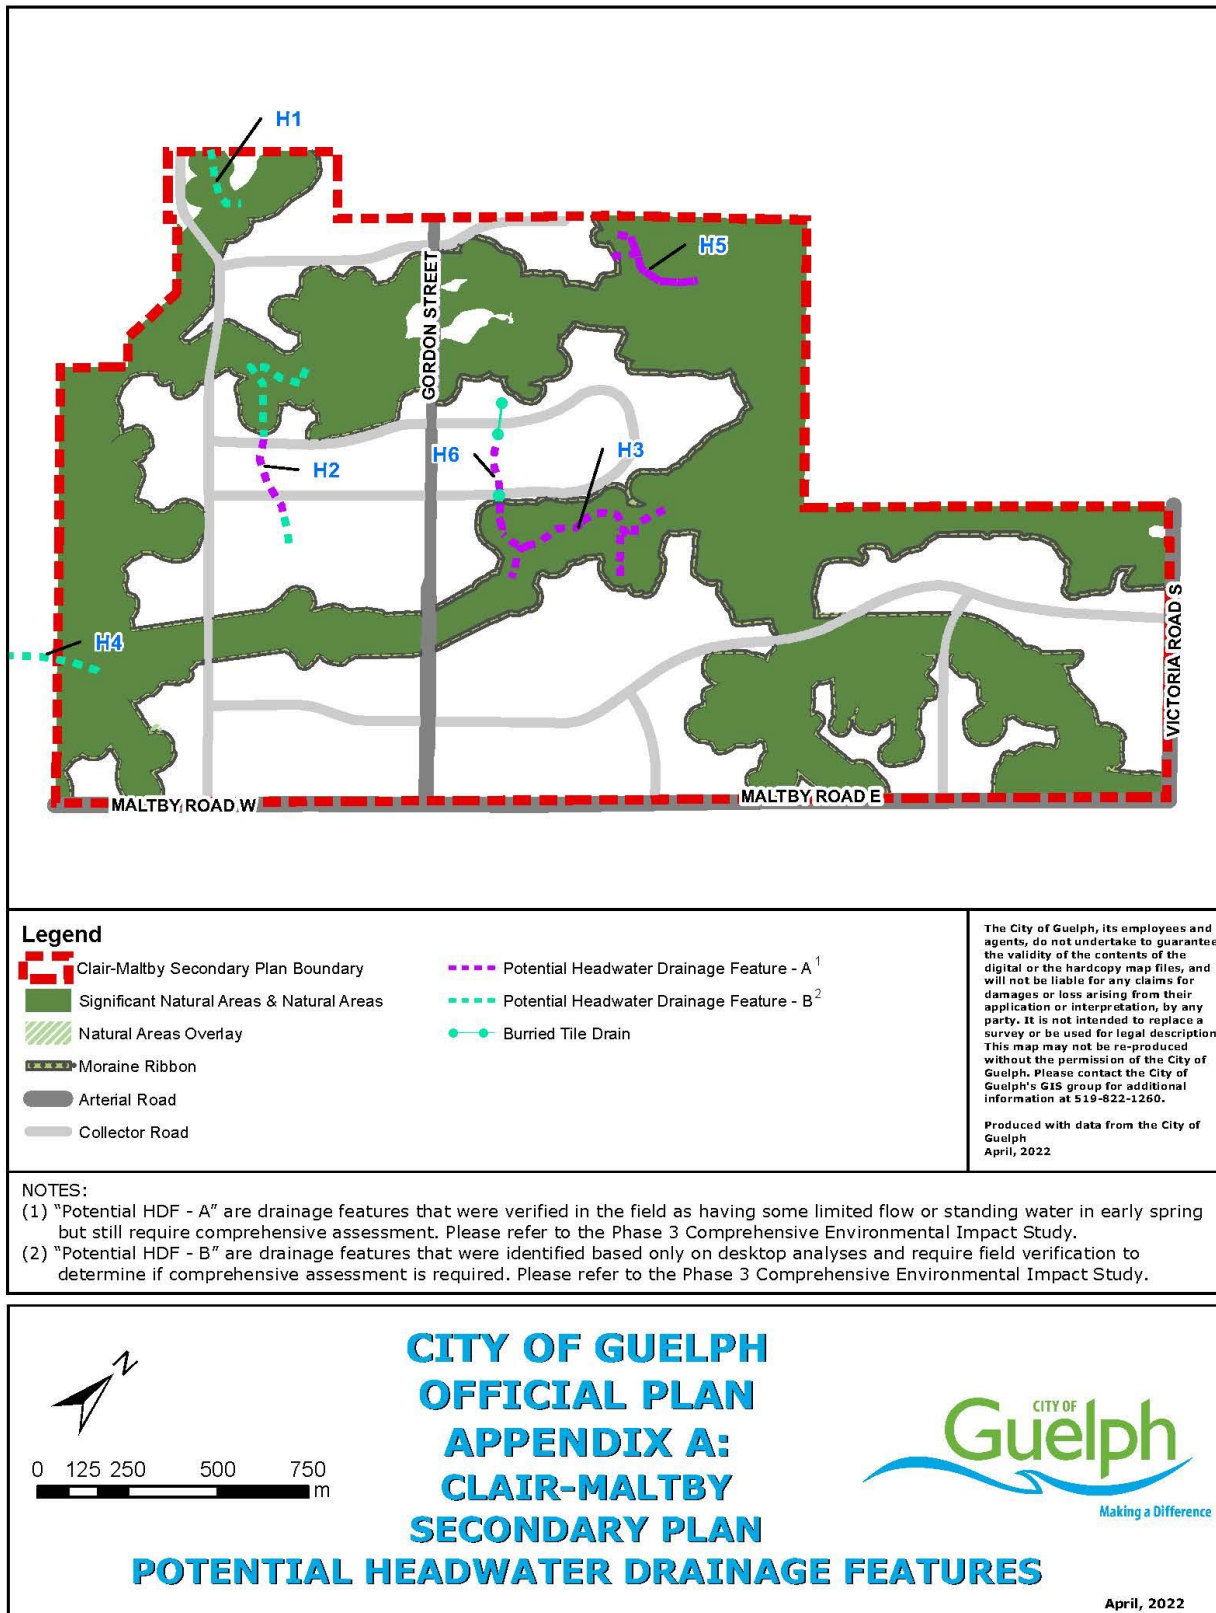 H1
H5
GORDON STREET
H2
H6
H3
H4
VICTORIA ROAD S
MALTBY ROAD W
MALTBY ROAD E
Legend
Clair-Maltby Secondary Plan Boundary
Significant Natural Areas & Natural Areas
Natural Areas Overlay
Moraine Ribbon
Arterial Road
Collector Road
Potential Headwater Drainage Feature - A1
Potential Headwater Drainage Feature - B2
Burried Tile Drain
The City of Guelph, its employees and
agents, do not undertake to guarantee
the validity of the contents of the
digital or the hardcopy map files, and
will not be liable for any claims for
damages or loss arising from their
application or interpretation, by any
party. It is not intended to replace a
survey or be used for legal description.
This map may not be re-produced
without the permission of the City of
Guelph. Please contact the City of
Guelph's GIS group for additional
information at 519-822-1260.
Produced with data from the City of
Guelph
April, 2022
NOTES:
(1) "Potential HDF - A" are drainage features that were verified in the field as having some limited flow or standing water in early spring
but still require comprehensive assessment. Please refer to the Phase 3 Comprehensive Environmental Impact Study.
(2) "Potential HDF - B" are drainage features that were identified based only on desktop analyses and require field verification to
determine if comprehensive assessment is required. Please refer to the Phase 3 Comprehensive Environmental Impact Study.
N
0 125 250 500 750
m
CITY OF GUELPH
OFFICIAL PLAN
APPENDIX A:
CLAIR-MALTBY
SECONDARY PLAN
POTENTIAL HEADWATER DRAINAGE FEATURES
CITY OF
Guelph
Making a Difference
April, 2022